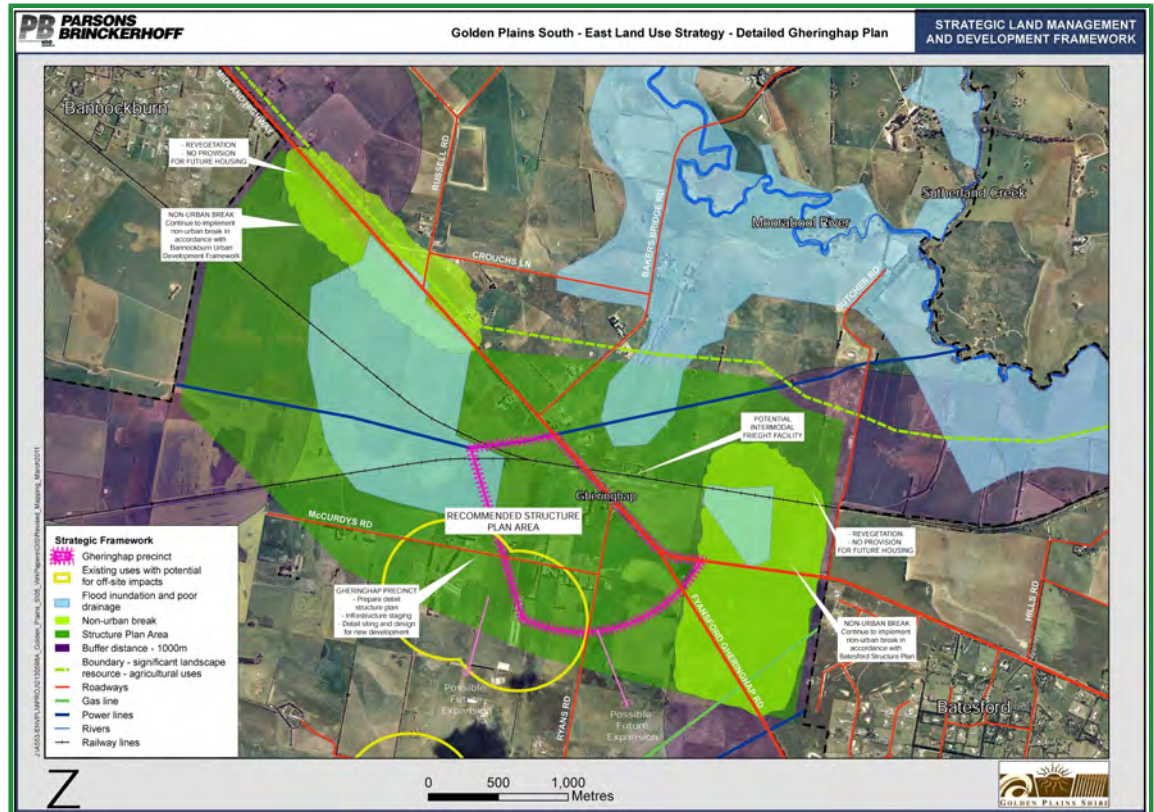 PB PARSONS
BRINCKERHOFF
Golden Plains South - East Land Use Strategy - Detailed Gheringhap Plan
STRATEGIC LAND MANAGEMENT
AND DEVELOPMENT FRAMEWORK
Bannockburn
MIDLAND HIGHWAY
- REVEGETATION
- NO PROVISION
FOR FUTURE HOUSING
RUSSELL RD
NON-URBAN BREAK
Continue to implement
non-urban break in
accordance with
Bannockburn Urban
Development Framework
CROUCHS LN
BAKERS BRIDGE RD
Moorabool River
Sutherland Creek
BUTCHER RD
POTENTIAL
INTERMODAL
FRIEGHT FACILITY
Gheringhap
RECOMMENDED STRUCTURE
PLAN AREA
McCURDYS RD
- REVEGETATION
- NO PROVISION
FOR FUTURE HOUSING
GHERINGHAP PRECINCT
- Prepare detail
structure plan
- Infrastructure staging
- Detail siting and design
for new development
NON-URBAN BREAK
Continue to implement
non-urban break in
accordance with
Batesford Structure Plan
FYANSFORD GHERINGHAP RD
HILLS RD
RYANS RD
Possible
Future
Expansion
Possible
Future
Expansion
Batesford
Strategic Framework
Gheringhap precinct
Existing uses with potential
for off-site impacts
Flood inundation and poor
drainage
Non-urban break
Structure Plan Area
Buffer distance - 1000m
Boundary - significant landscape
resource - agricultural uses
Roadways
Gas line
Power lines
Rivers
Railway lines
Z
0 500 1,000
Metres
GOLDEN PLAINS SHIRE